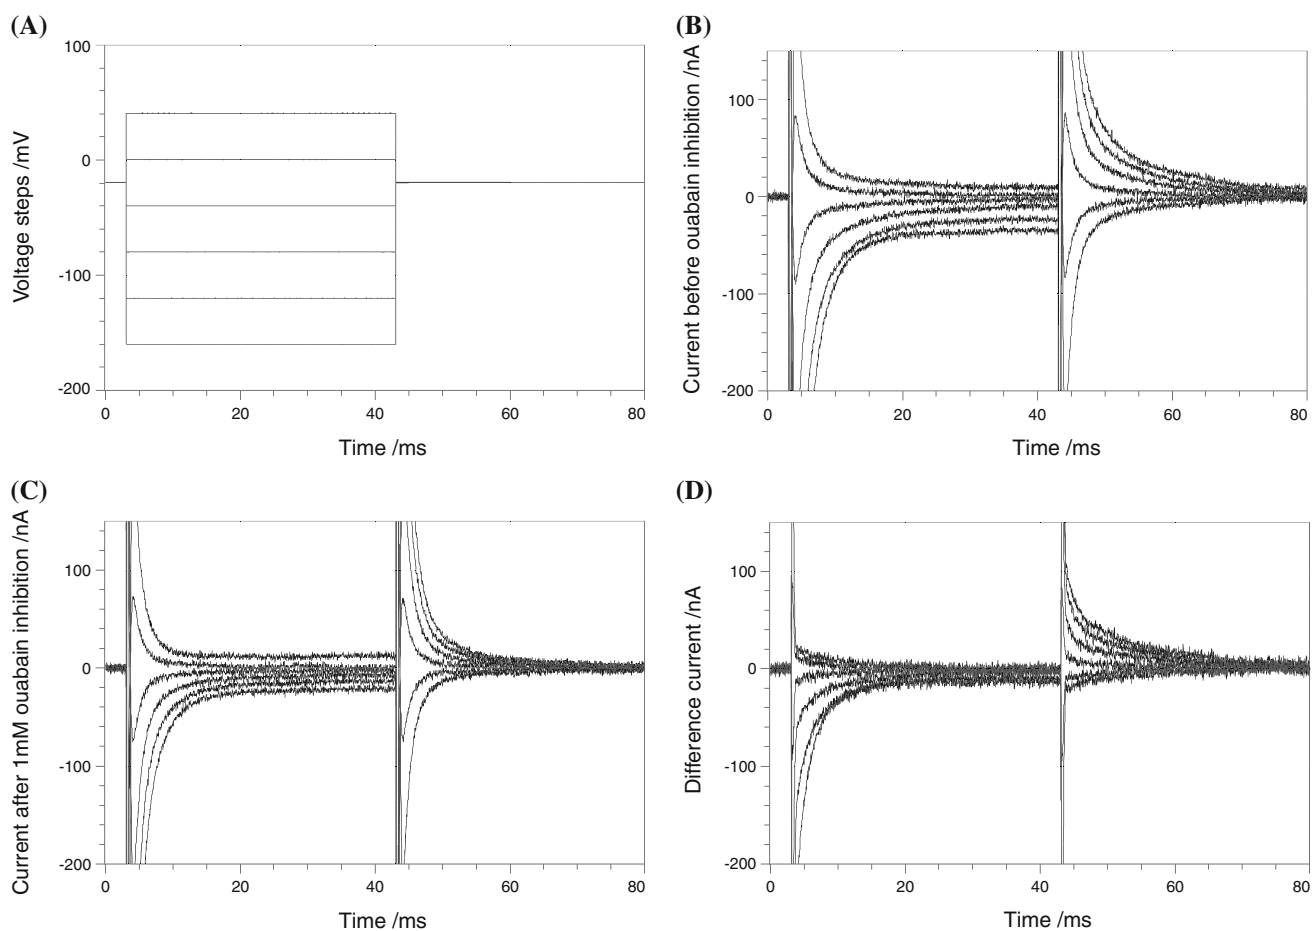 (A)
Voltage steps /mV
100
0
-100
-200
0 20 40 60 80
Time /ms
(B)
Current before ouabain inhibition /nA
100
0
-100
-200
0 20 40 60 80
Time /ms
(C)
Current after 1mM ouabain inhibition /nA
100
0
-100
-200
0 20 40 60 80
Time /ms
(D)
Difference current /nA
100
0
-100
-200
0 20 40 60 80
Time /ms